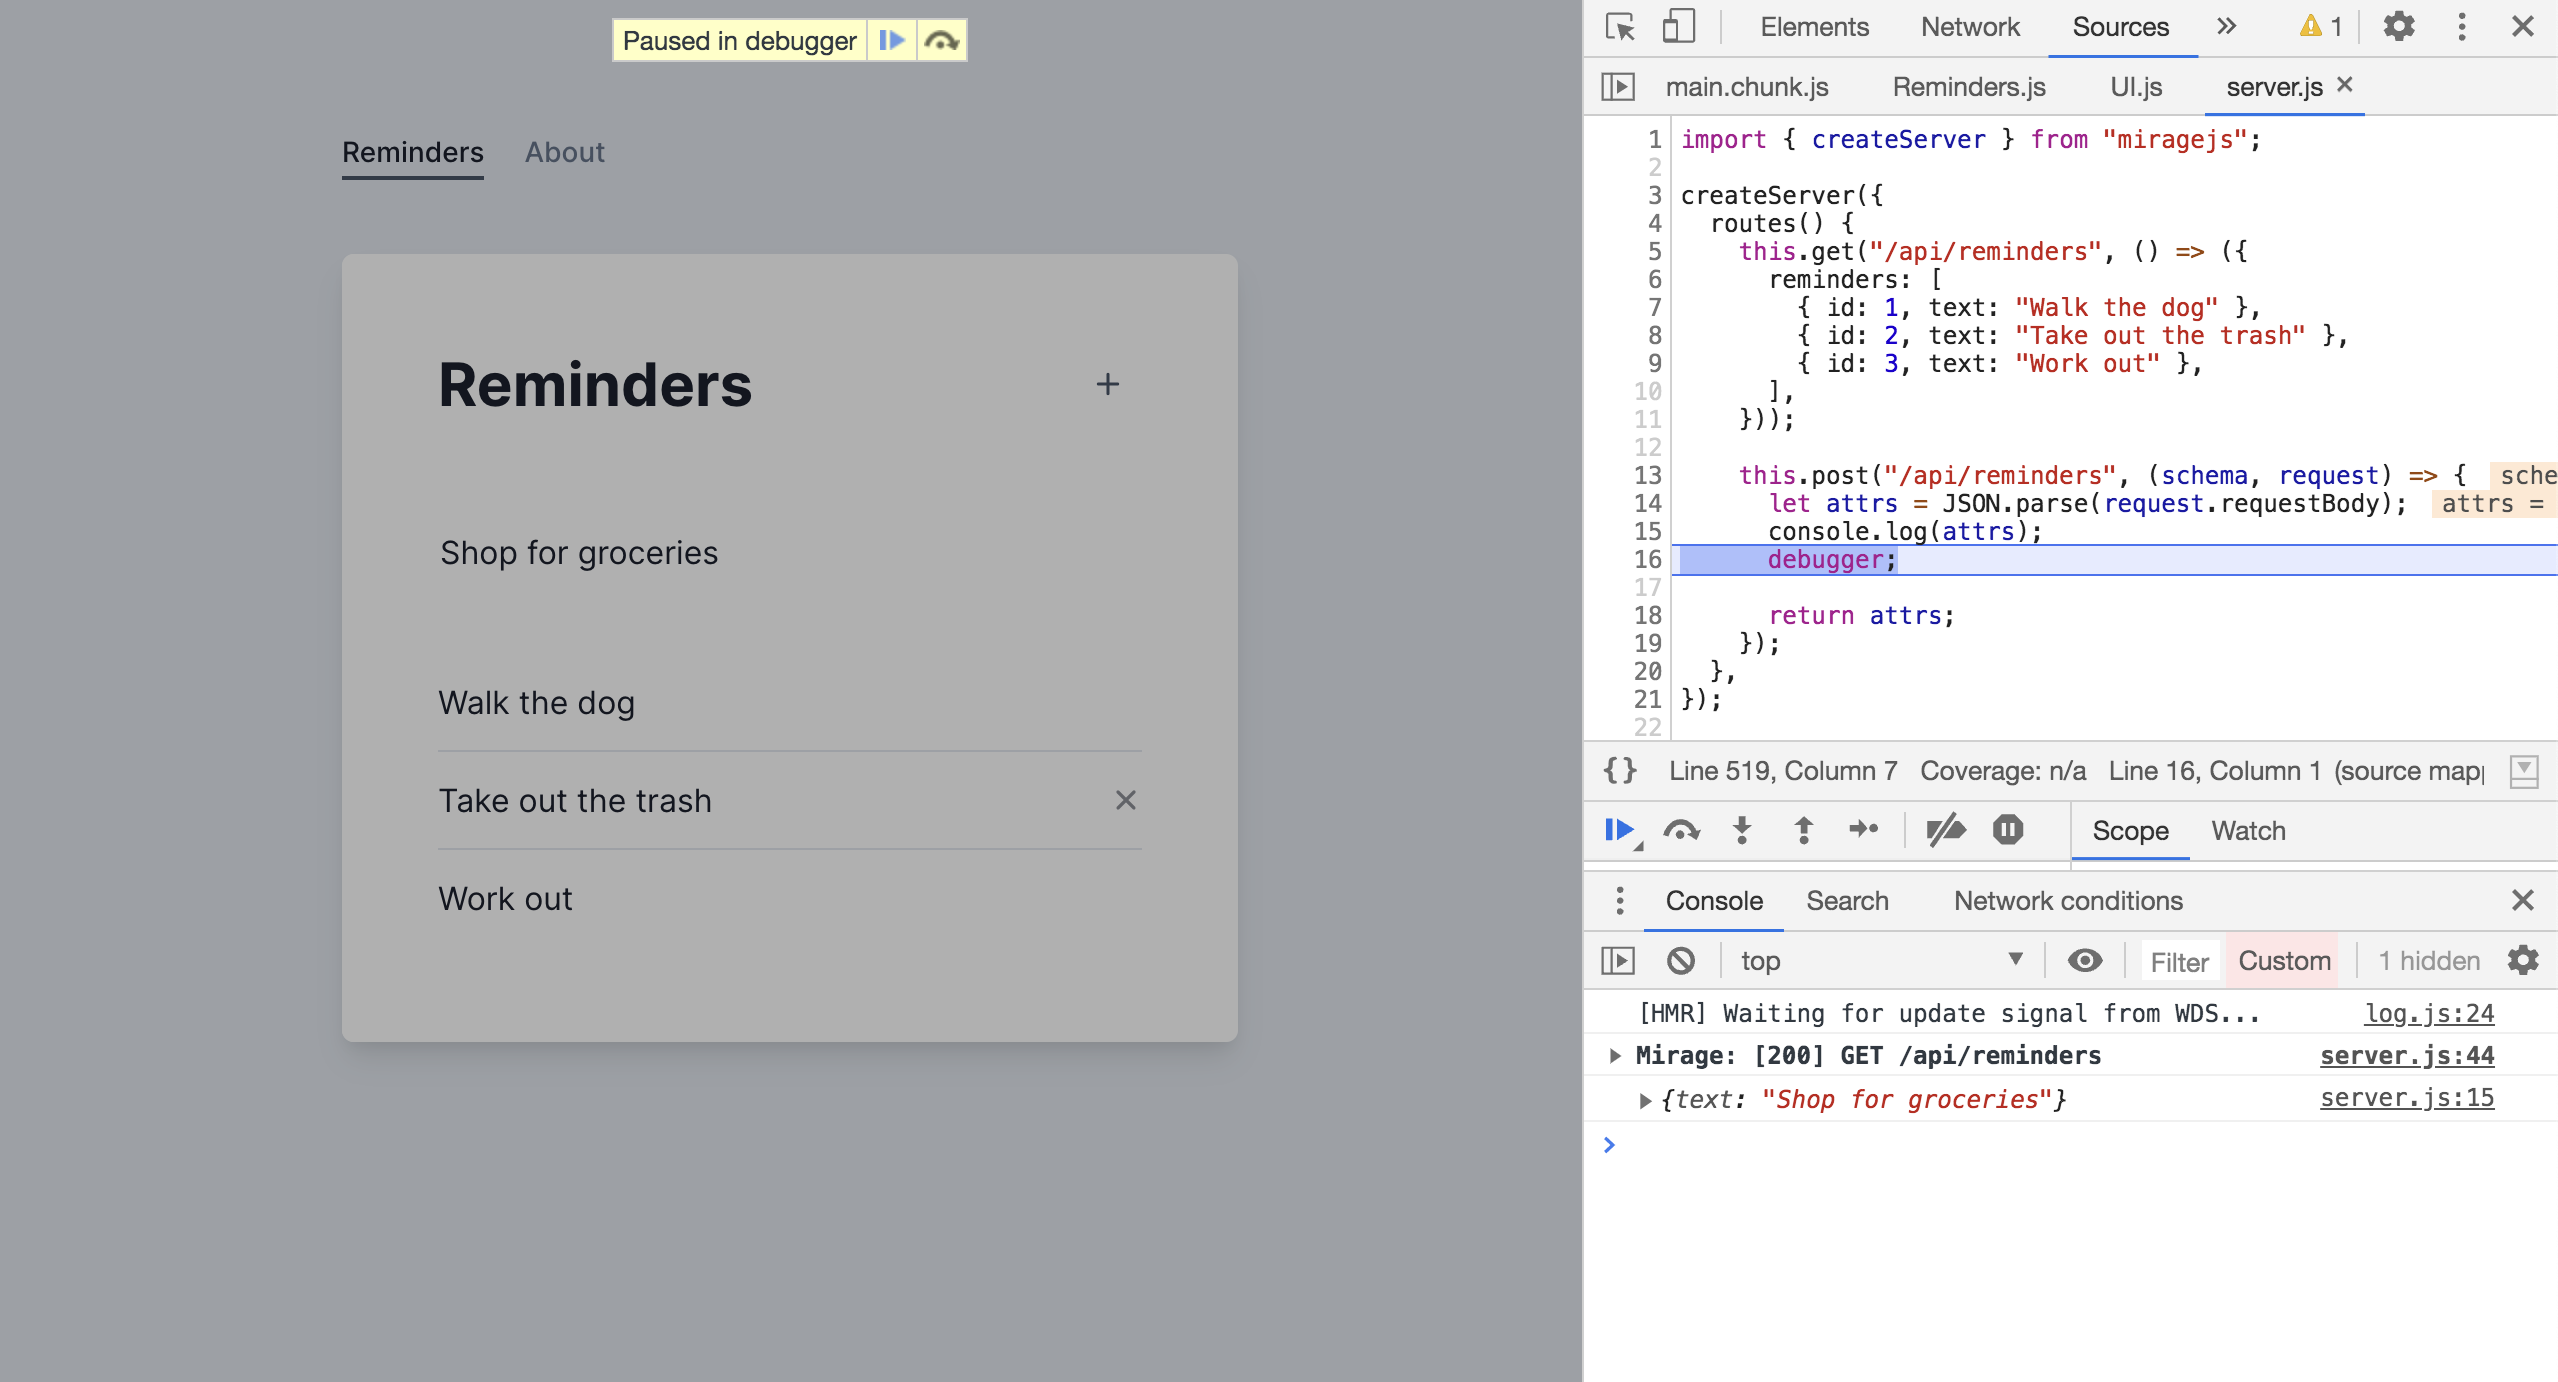 Paused in debugger
Reminders About
Reminders +
Shop for groceries
Walk the dog
Take out the trash
Work out
Elements Network Sources » 1
main.chunk.js Reminders.js UI.js server.js
1 import { createServer } from "miragejs";
2
3 createServer({
4 routes() {
5 this.get("/api/reminders", () => ({
6 reminders: [
7 { id: 1, text: "Walk the dog" },
8 { id: 2, text: "Take out the trash" },
9 { id: 3, text: "Work out" },
10 ],
11 }));
12
13 this.post("/api/reminders", (schema, request) => { sche
14 let attrs = JSON.parse(request.requestBody); attrs =
15 console.log(attrs);
16 debugger;
17
18 return attrs;
19 });
20 },
21 });
22
{} Line 519, Column 7 Coverage: n/a Line 16, Column 1 (source map
Scope Watch
Console Search Network conditions
top Filter Custom 1 hidden
[HMR] Waiting for update signal from WDS... log.js:24
Mirage: [200] GET /api/reminders server.js:44
{text: "Shop for groceries"} server.js:15